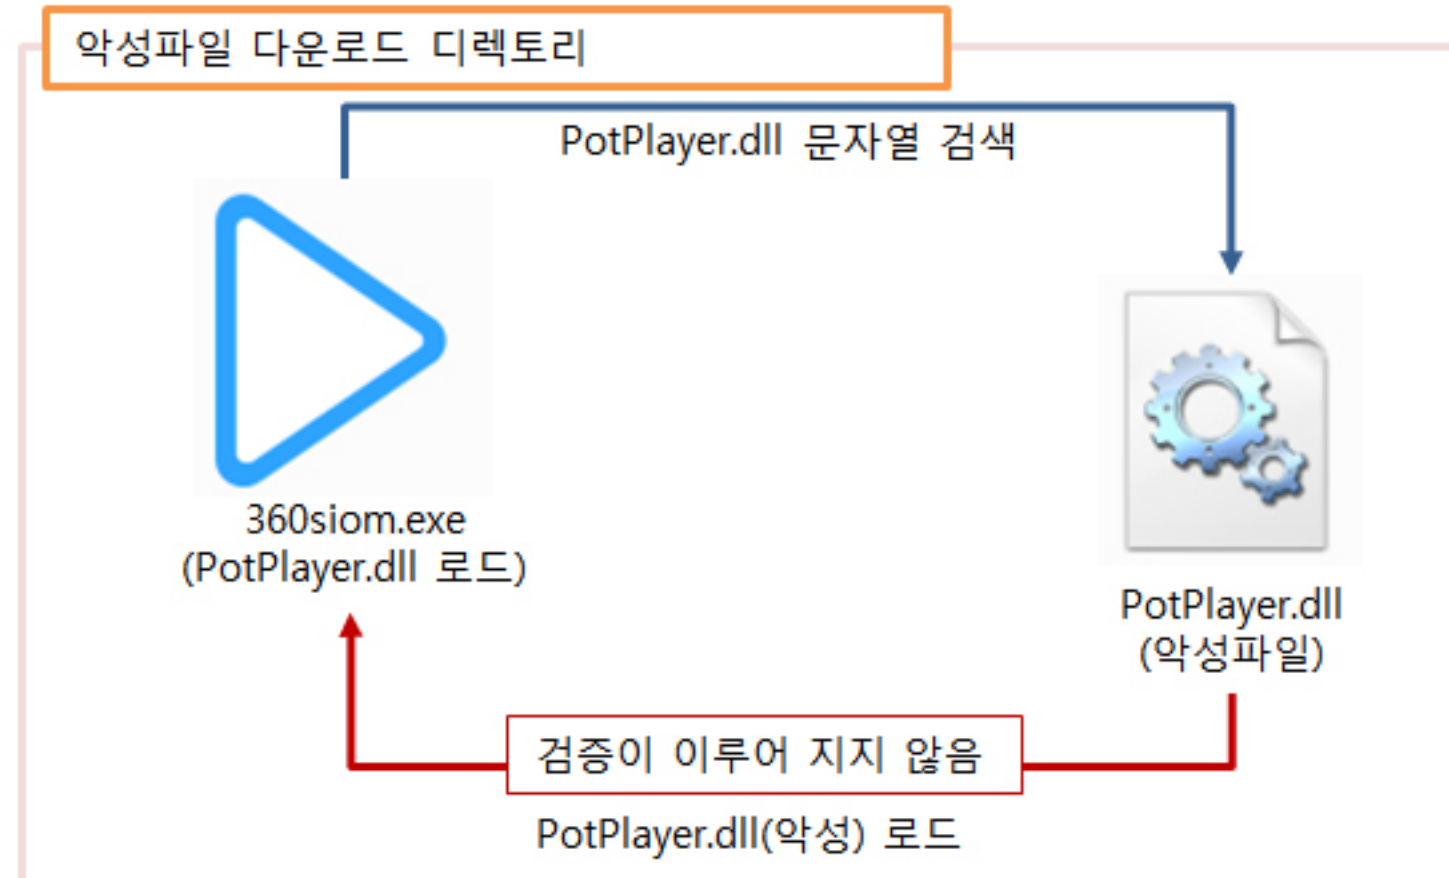 악성파일 다운로드 디렉토리
PotPlayer.dll 문자열 검색
360siom.exe
(PotPlayer.dll 로드)
PotPlayer.dll
(악성파일)
검증이 이루어 지지 않음
PotPlayer.dll(악성) 로드